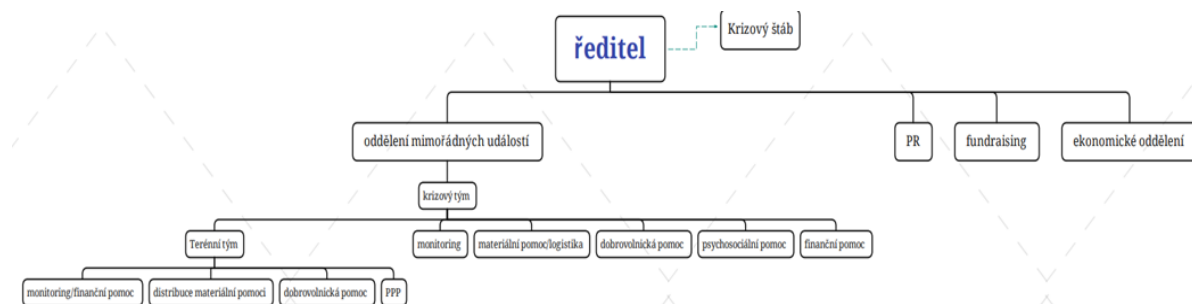 Krizový štáb
ředitel
oddělení mimořádných událostí
PR
fundraising
ekonomické oddělení
krizový tým
Terénní tým
monitoring
materiální pomoc/logistika
dobrovolnická pomoc
psychosociální pomoc
finanční pomoc
monitoring/finanční pomoc
distribuce materiální pomoci
dobrovolnická pomoc
PPP